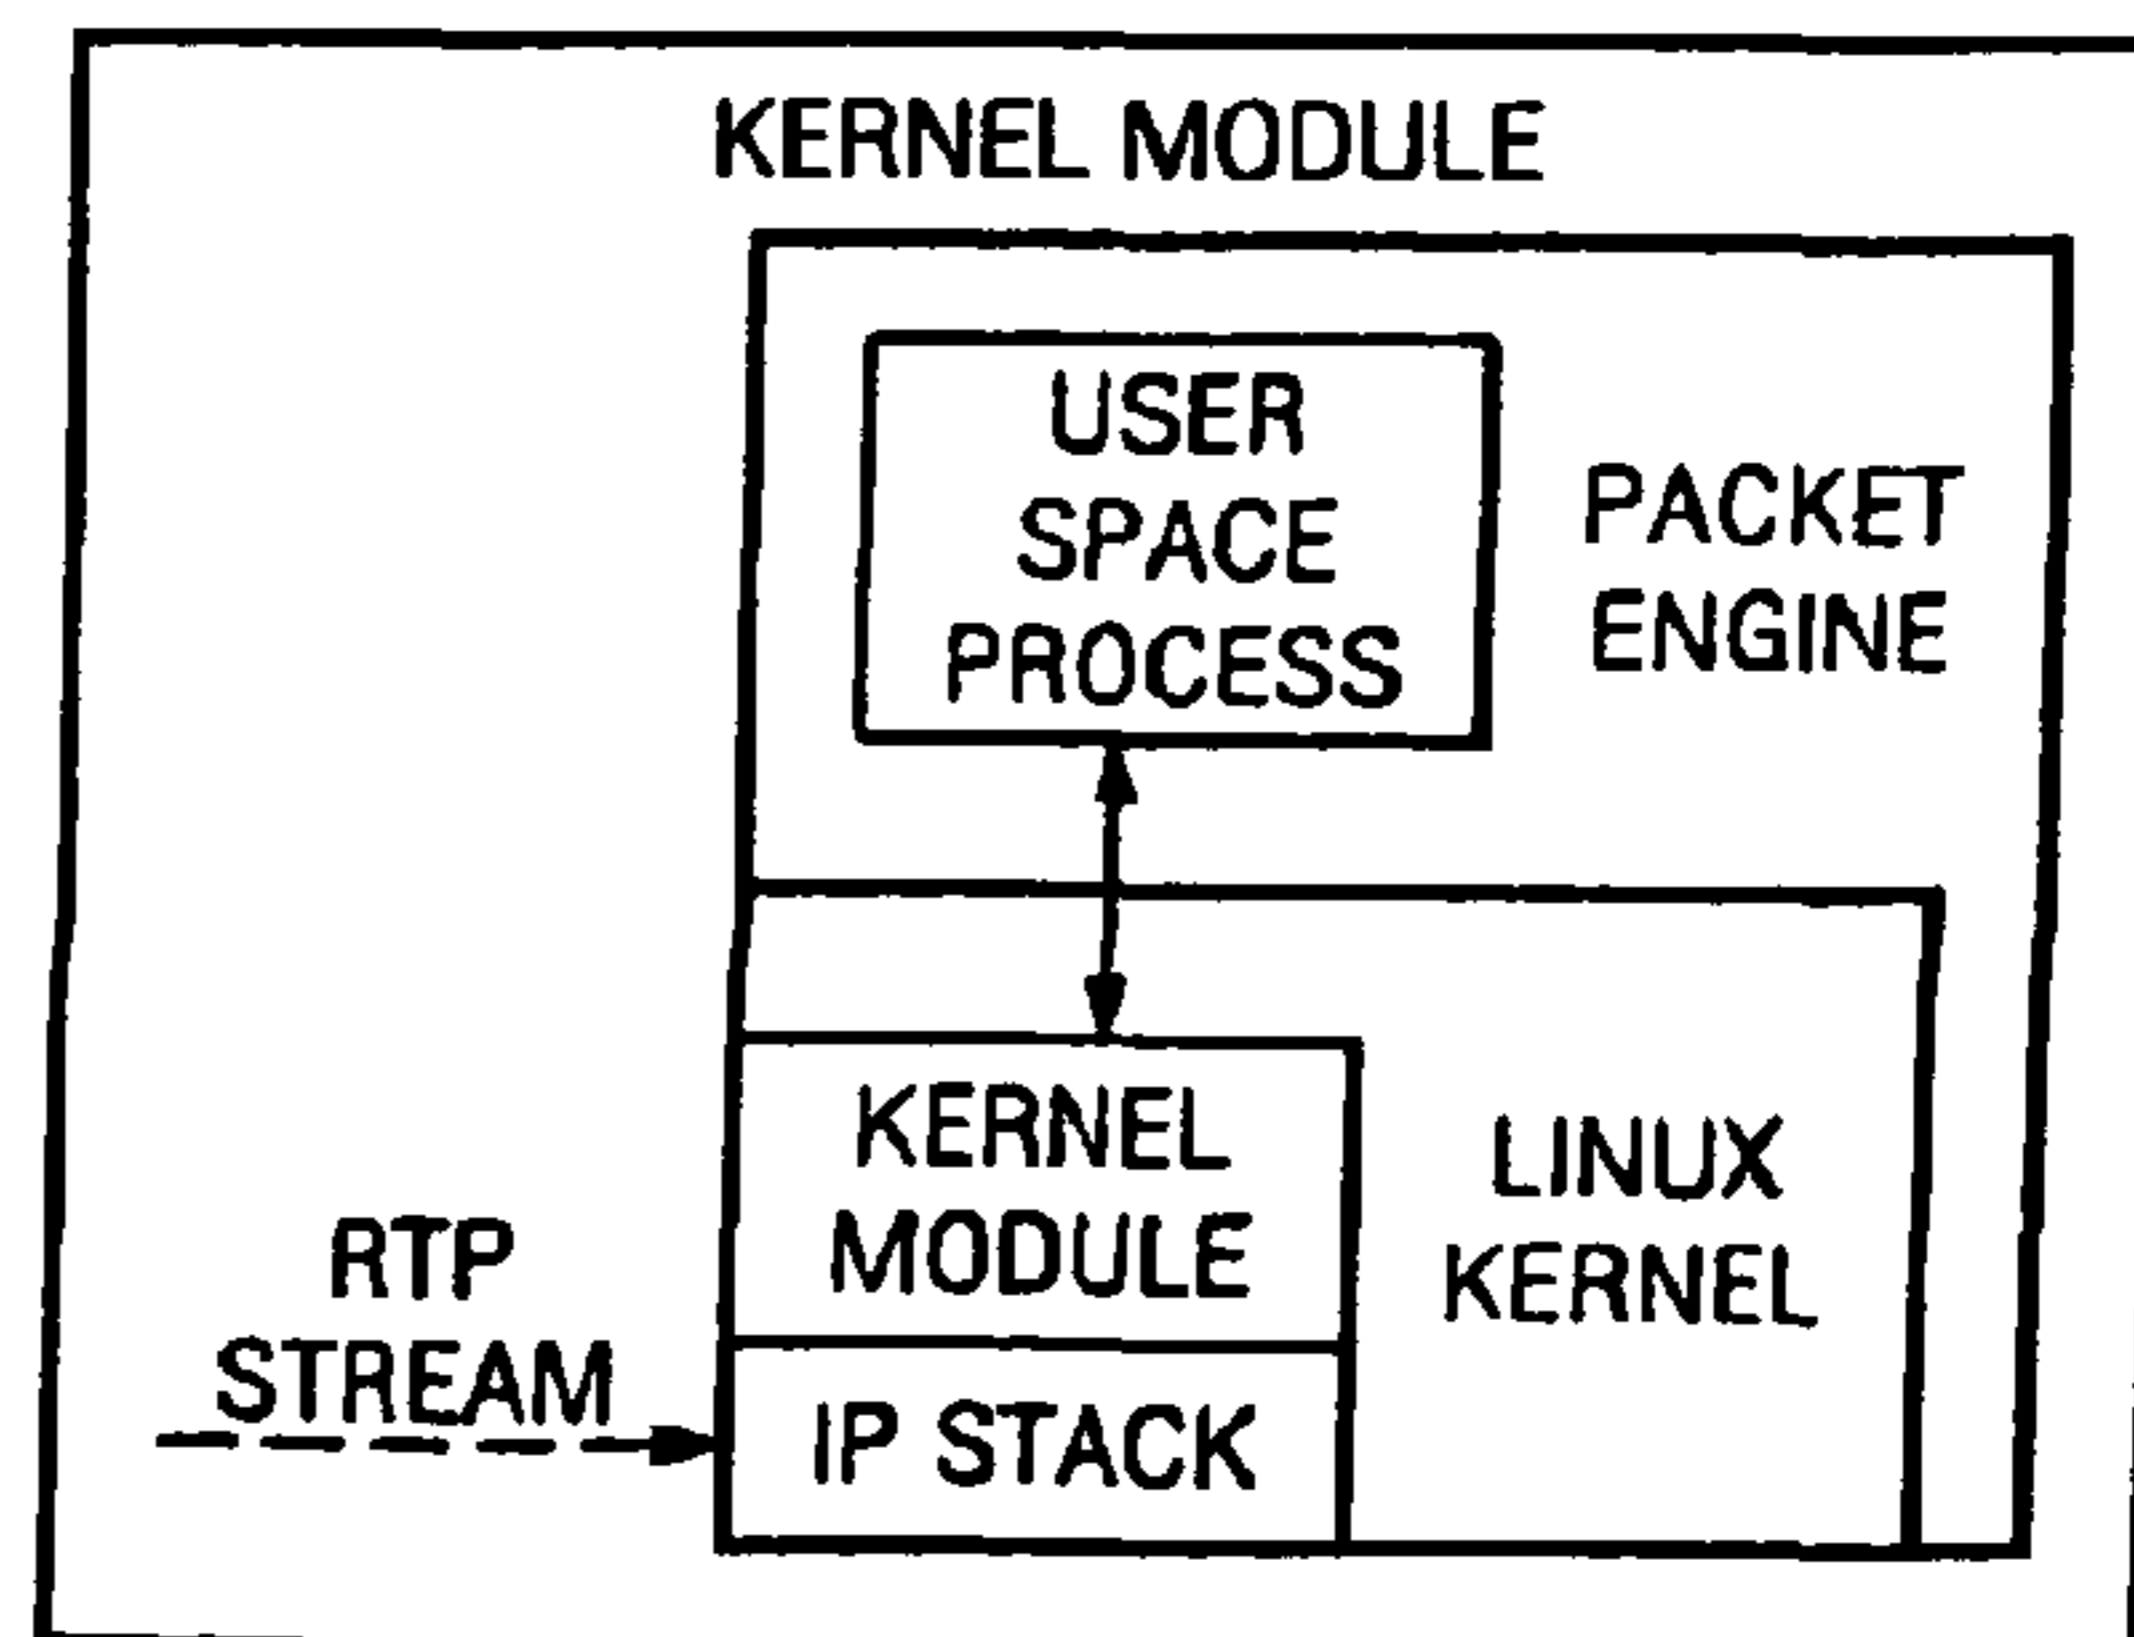 KERNEL MODULE
USER
SPACE
PROCESS
PACKET
ENGINE
KERNEL
MODULE
LINUX
KERNEL
RTP
STREAM
IP STACK